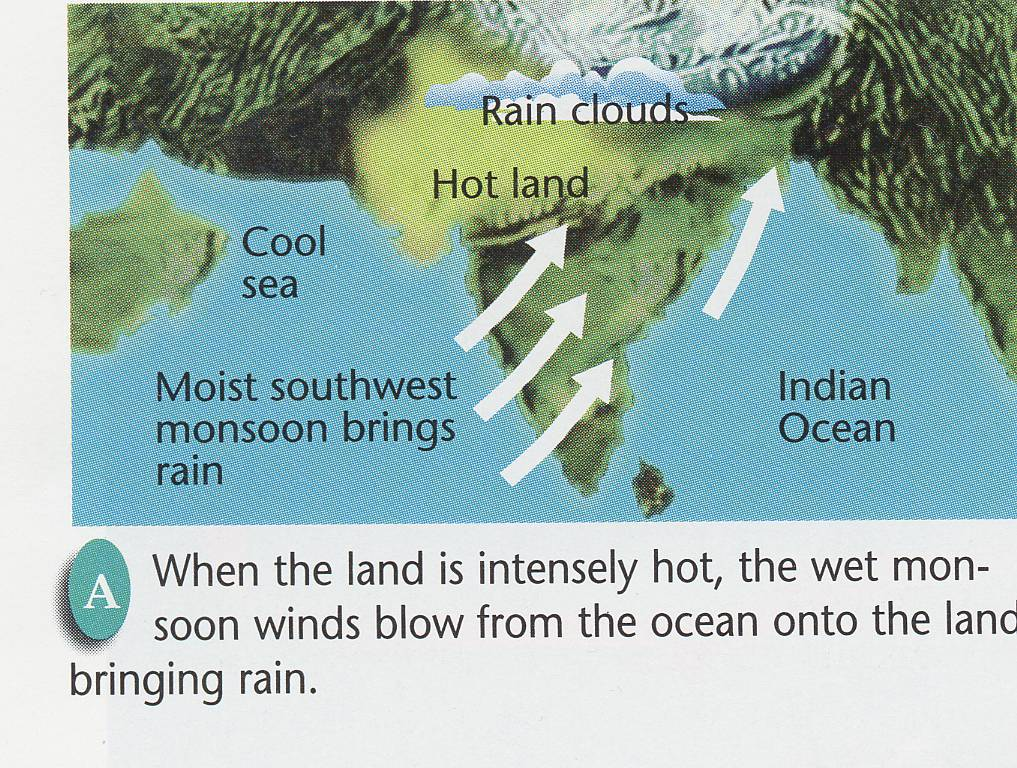 Rain clouds
Hot land
Cool
sea
Moist southwest
monsoon brings
rain
Indian
Ocean
A
When the land is intensely hot, the wet mon-
soon winds blow from the ocean onto the land
bringing rain.